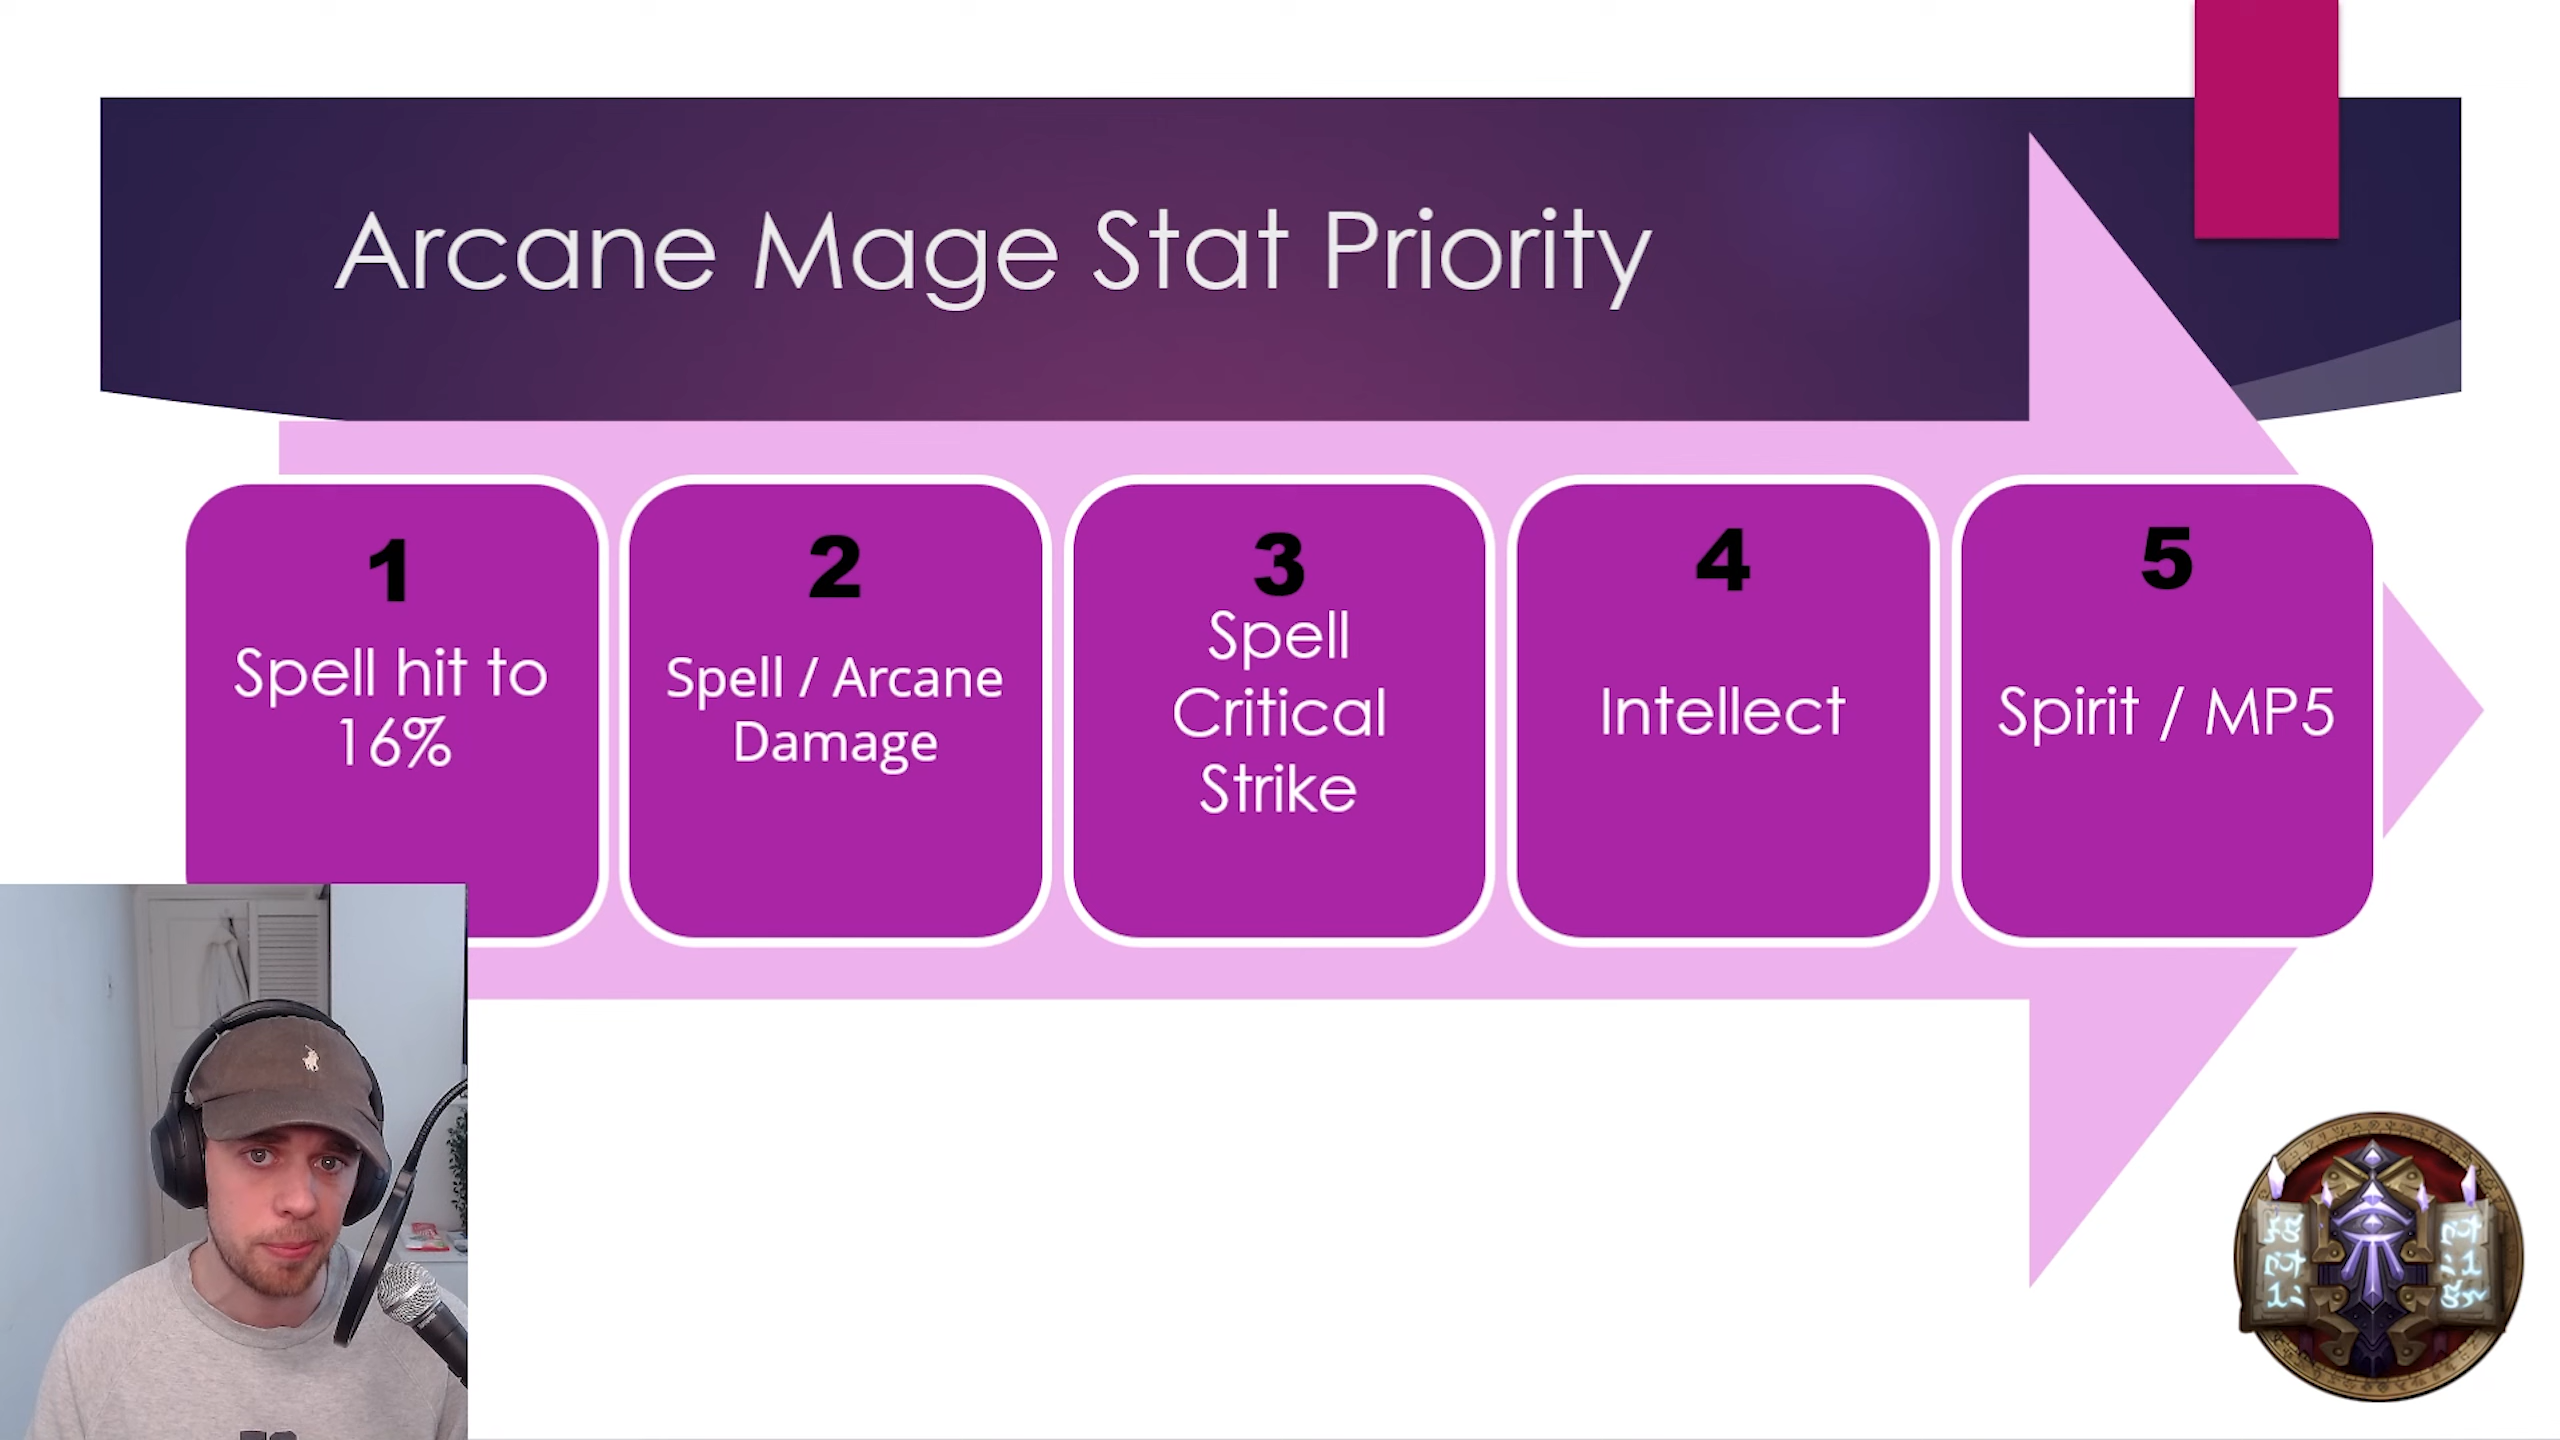 Arcane Mage Stat Priority
1
Spell hit to
16%
2
Spell / Arcane
Damage
3
Spell
Critical
Strike
4
Intellect
5
Spirit / MP5